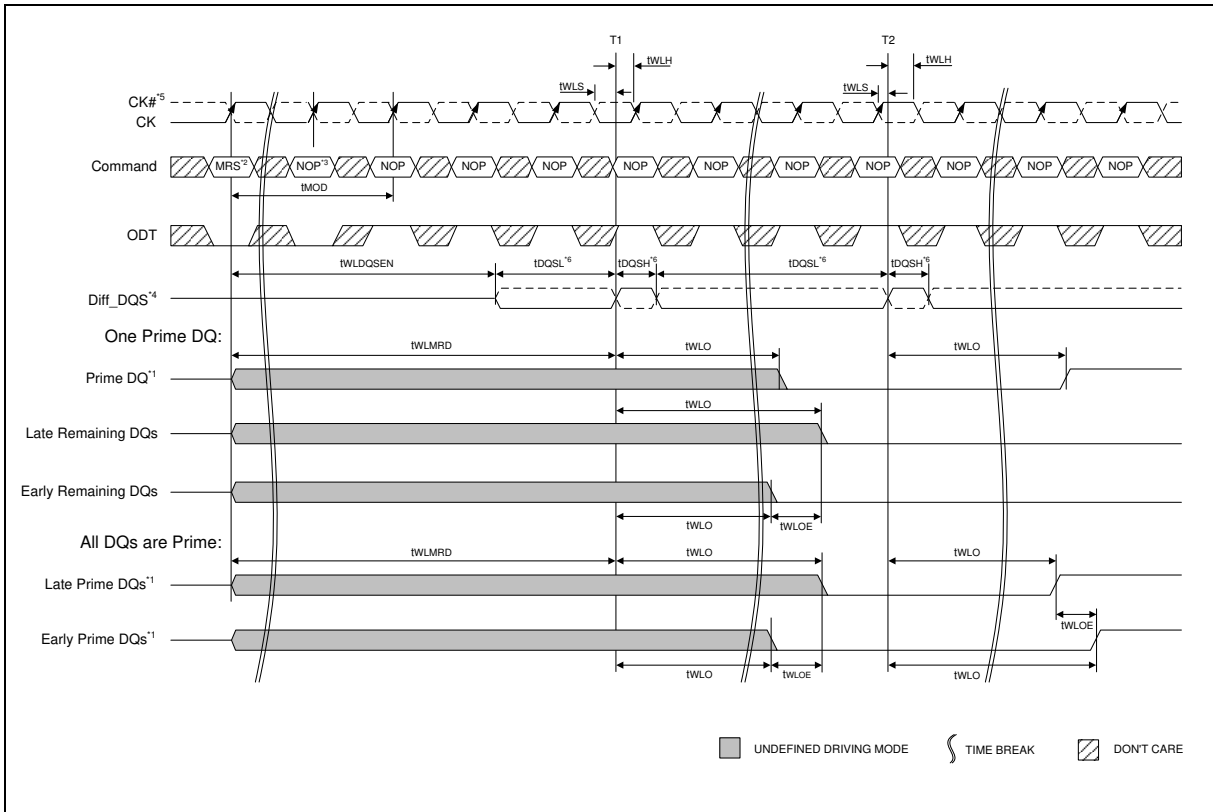 T1 T2
tWLH tWLH
tWLS tWLS
CK#*5
CK
Command MRS*2 NOP*3 NOP NOP NOP NOP NOP NOP NOP NOP NOP NOP
tMOD
ODT
tWLDQSEN tDQSL*6 tDQSH*6 tDQSL*6 tDQSH*6
Diff_DQS*4
One Prime DQ:
tWLMRD tWLO tWLO
Prime DQ*1
tWLO
Late Remaining DQs
Early Remaining DQs
tWLO tWLOE
All DQs are Prime:
tWLMRD tWLO tWLO
Late Prime DQs*1
tWLOE
Early Prime DQs*1
tWLO tWLOE tWLO
UNDEFINED DRIVING MODE TIME BREAK DON'T CARE